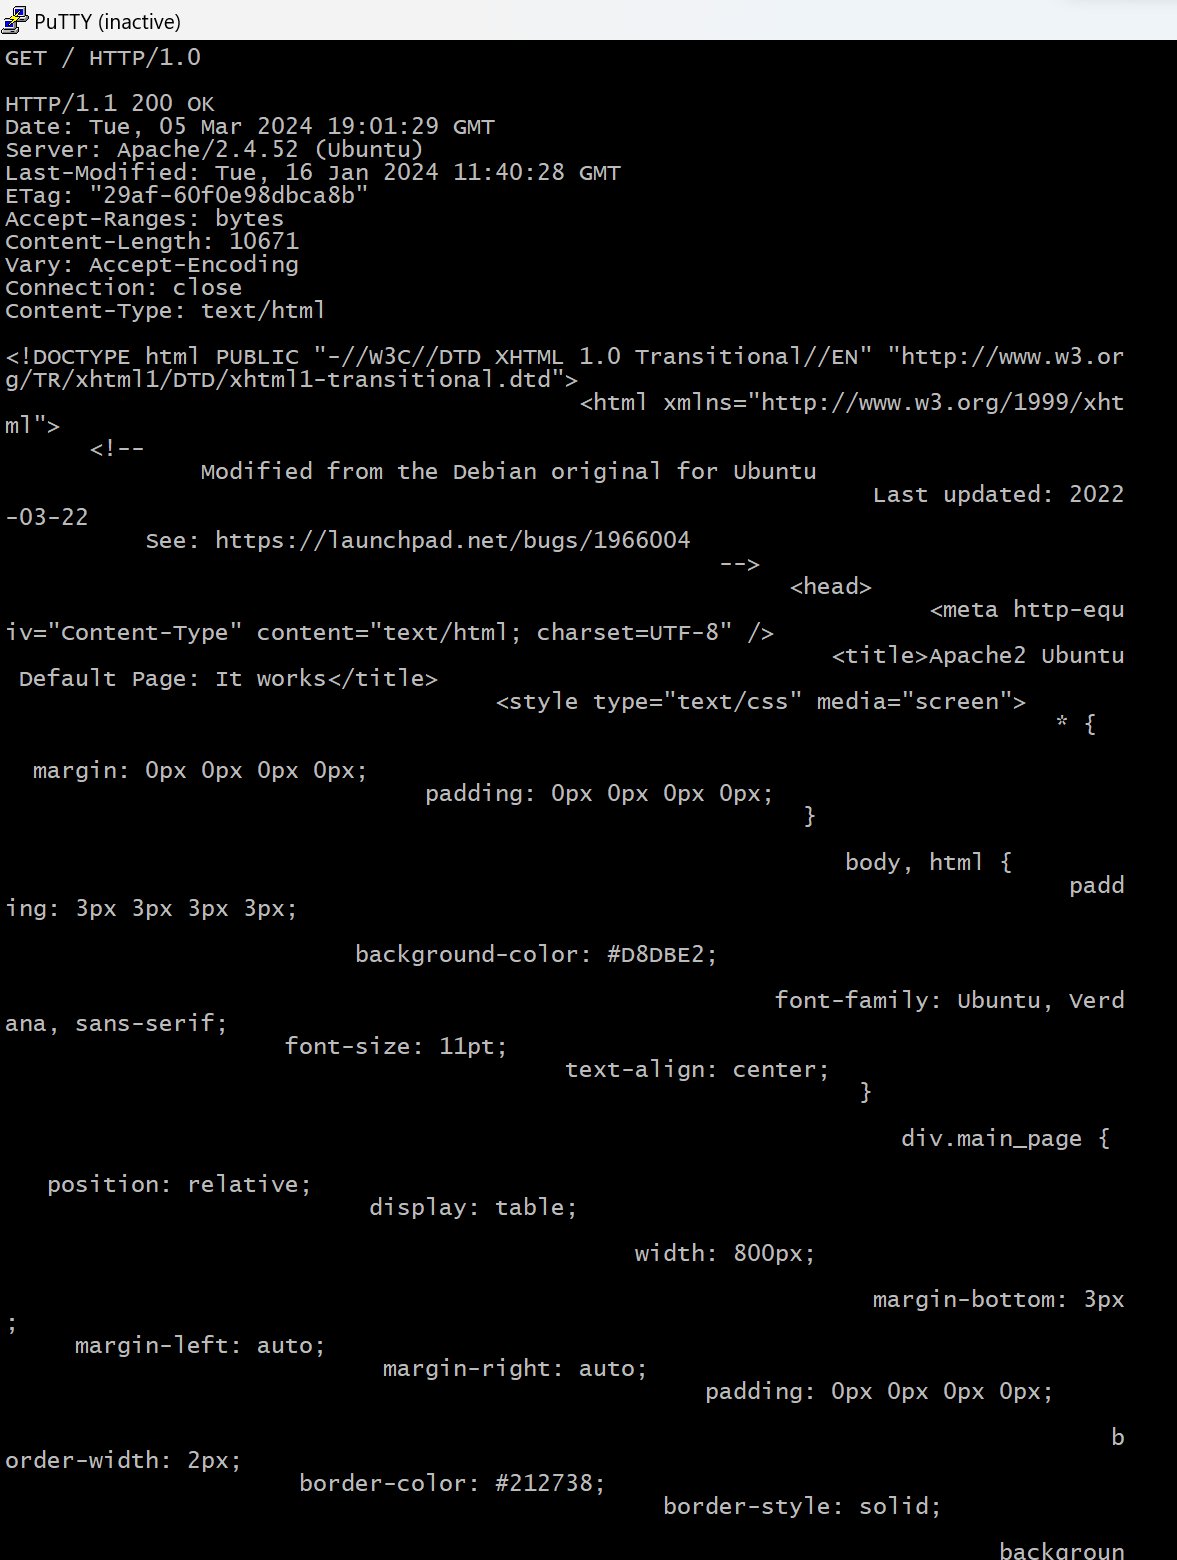 PuTTY (inactive)
GET / HTTP/1.0
HTTP/1.1 200 OK
Date: Tue, 05 Mar 2024 19:01:29 GMT
Server: Apache/2.4.52 (Ubuntu)
Last-Modified: Tue, 16 Jan 2024 11:40:28 GMT
ETag: "29af-60f0e98dbca8b"
Accept-Ranges: bytes
Content-Length: 10671
Vary: Accept-Encoding
Connection: close
Content-Type: text/html
<!DOCTYPE html PUBLIC "-//W3C//DTD XHTML 1.0 Transitional//EN" "http://www.w3.or
g/TR/xhtml1/DTD/xhtml1-transitional.dtd">
<html xmlns="http://www.w3.org/1999/xht
ml">
<!--
Modified from the Debian original for Ubuntu
Last updated: 2022
-03-22
See: https://launchpad.net/bugs/1966004
-->
<head>
<meta http-equ
iv="Content-Type" content="text/html; charset=UTF-8" />
<title>Apache2 Ubuntu
Default Page: It works</title>
<style type="text/css" media="screen">
* {
margin: 0px 0px 0px 0px;
padding: 0px 0px 0px 0px;
}
body, html {
padd
ing: 3px 3px 3px 3px;
background-color: #D8DBE2;
font-family: Ubuntu, Verd
ana, sans-serif;
font-size: 11pt;
text-align: center;
}
div.main_page {
position: relative;
display: table;
width: 800px;
margin-bottom: 3px
;
margin-left: auto;
margin-right: auto;
padding: 0px 0px 0px 0px;
b
order-width: 2px;
border-color: #212738;
border-style: solid;
backgroun